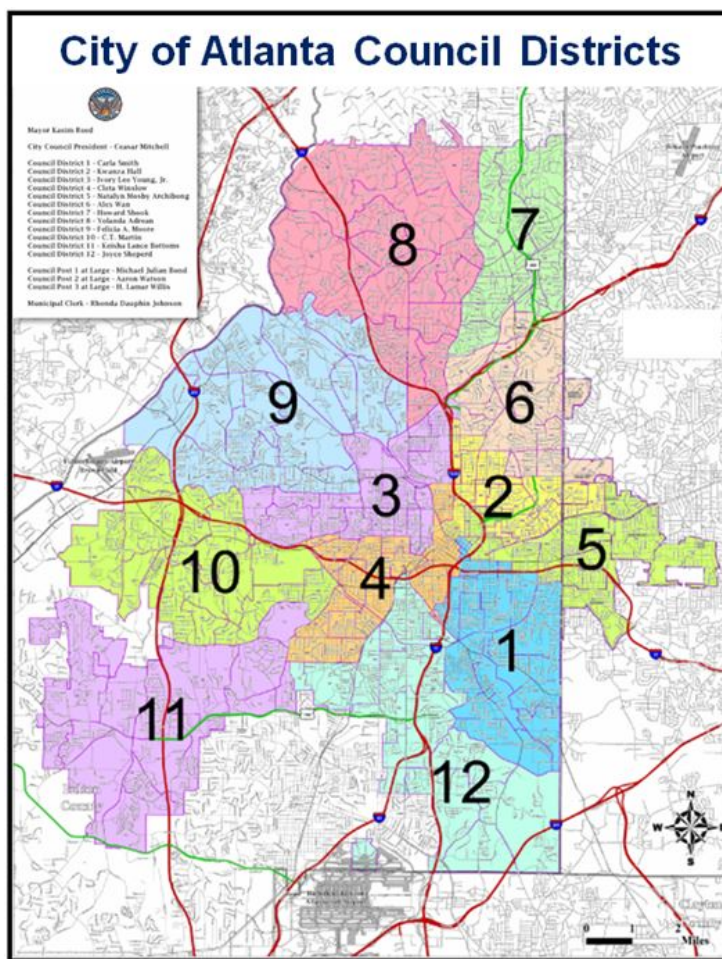 City of Atlanta Council Districts
Mayor Kasim Reed
City Council President - Ceasar Mitchell
Council District 1 - Carla Smith
Council District 2 - Kwanza Hall
Council District 3 - Ivory Lee Young, Jr.
Council District 4 - Cleta Winslow
Council District 5 - Natalyn Mosby Archibong
Council District 6 - Alex Wan
Council District 7 - Howard Shook
Council District 8 - Yolanda Adrean
Council District 9 - Felicia A. Moore
Council District 10 - C.T. Martin
Council District 11 - Keisha Lance Bottoms
Council District 12 - Joyce Sheperd
Council Post 1 at Large - Michael Julian Bond
Council Post 2 at Large - Aaron Watson
Council Post 3 at Large - H. Lamar Willis
Municipal Clerk - Rhonda Dauphin Johnson
8
7
9
6
3
2
10
4
5
1
11
12
County
N
W
E
S
Clayton
County
0 1 2
Miles